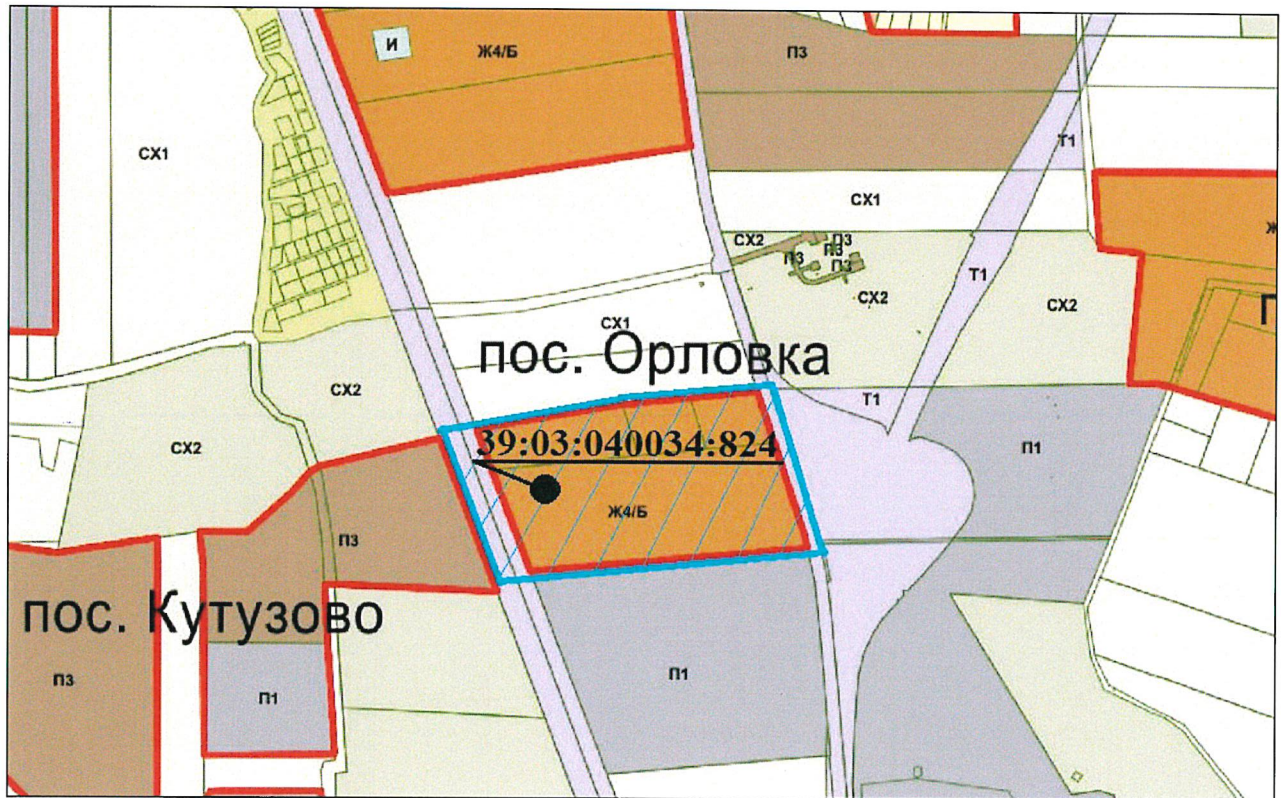 И
Ж4/Б
П3
СХ1
Т1
СХ1
СХ2
П3
П3
П3
П3
Т1
СХ2
СХ2
СХ1
пос. Орловка
СХ2
Т1
СХ2
39:03:040034:824
П1
Ж4/Б
П3
пос. Кутузово
П3
П1
П1